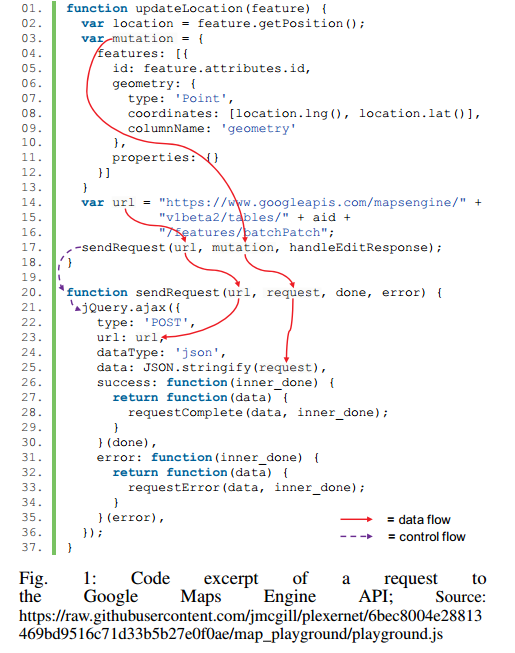 01. function updateLocation(feature) {
02. var location = feature.getPosition();
03. var mutation = {
04. features: [{
05. id: feature.attributes.id,
06. geometry: {
07. type: 'Point',
08. coordinates: [location.lng(), location.lat()],
09. columnName: 'geometry'
10. },
11. properties: {}
12. }]
13. }
14. var url = "https://www.googleapis.com/mapsengine/" +
15. "v1beta2/tables/" + aid +
16. "/features/batchPatch";
17. sendRequest(url, mutation, handleEditResponse);
18. }
19.
20. function sendRequest(url, request, done, error) {
21. jQuery.ajax({
22. type: 'POST',
23. url: url,
24. dataType: 'json',
25. data: JSON.stringify(request),
26. success: function(inner_done) {
27. return function(data) {
28. requestComplete(data, inner_done);
29. }
30. }(done),
31. error: function(inner_done) {
32. return function(data) {
33. requestError(data, inner_done);
34. }
35. }(error),
36. });
37. }
= data flow
= control flow
Fig. 1: Code excerpt of a request to
the Google Maps Engine API; Source:
https://raw.githubusercontent.com/jmcgill/plexernet/6bec8004e28813
469bd9516c71d33b5b27e0f0ae/map_playground/playground.js